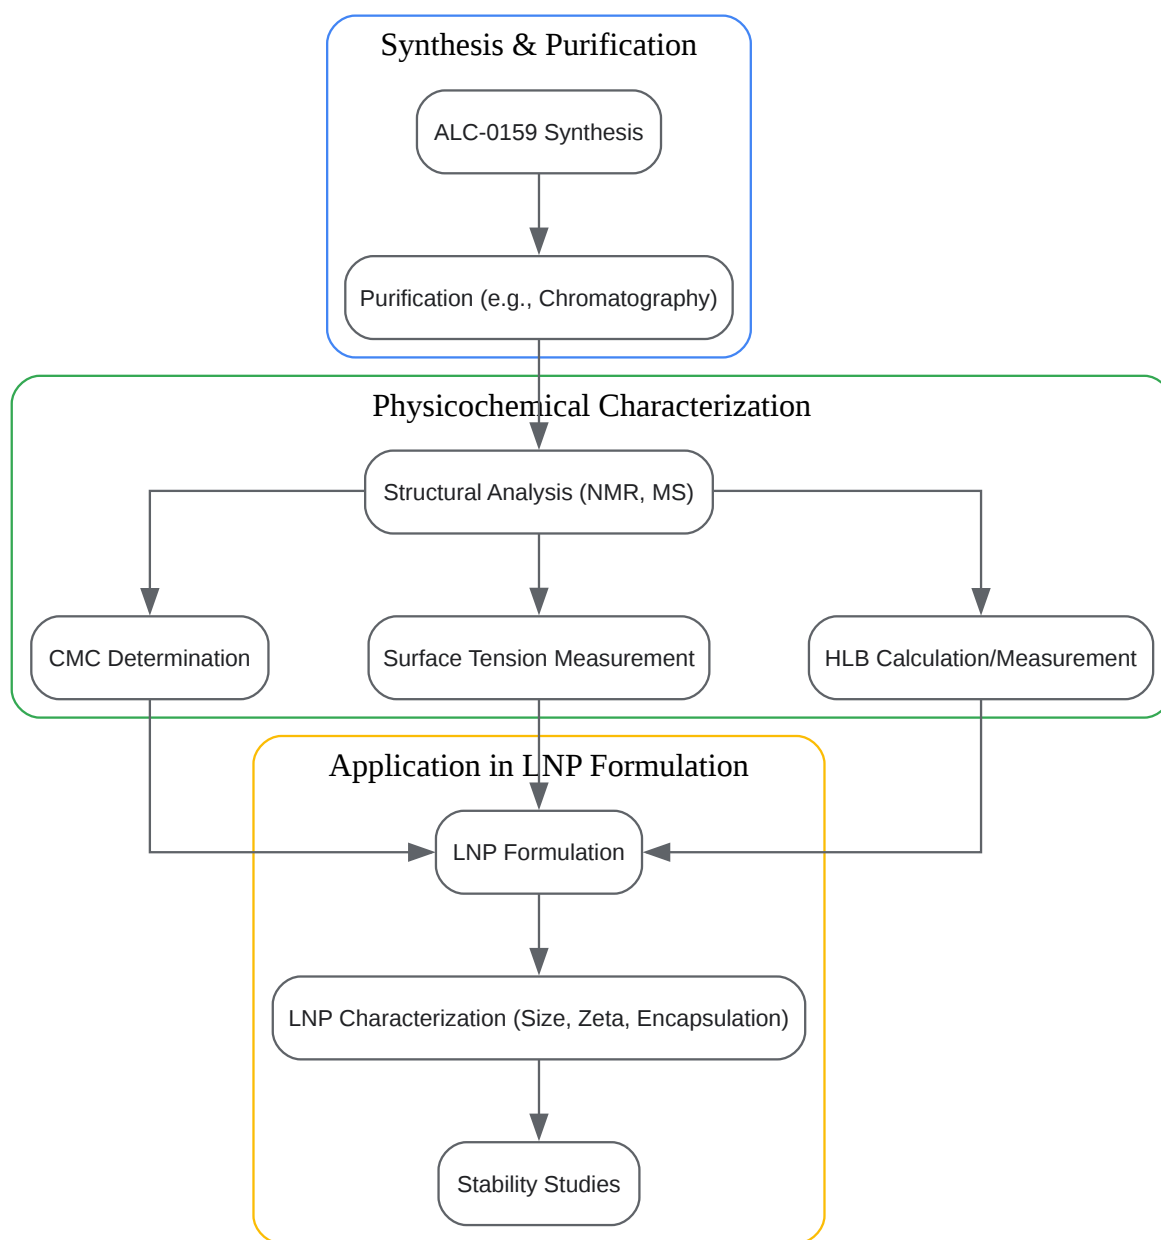 Synthesis & Purification
ALC-0159 Synthesis
Purification (e.g., Chromatography)
Physicochemical Characterization
Structural Analysis (NMR, MS)
CMC Determination
Surface Tension Measurement
HLB Calculation/Measurement
Application in LNP Formulation
LNP Formulation
LNP Characterization (Size, Zeta, Encapsulation)
Stability Studies